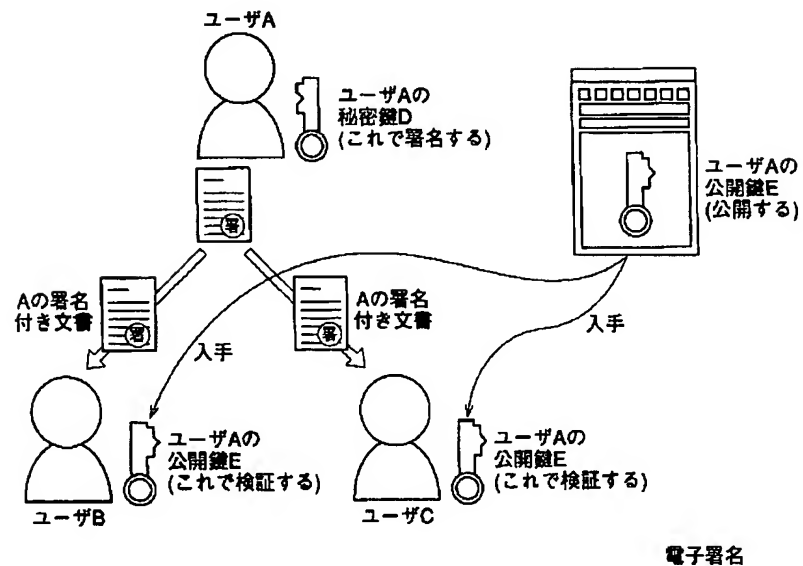 ユーザA
ユーザAの
秘密鍵D
(これで署名する)
ユーザAの
公開鍵E
(公開する)
署
Aの署名
付き文書
署
署
Aの署名
付き文書
入手
入手
ユーザAの
公開鍵E
(これで検証する)
ユーザB
ユーザAの
公開鍵E
(これで検証する)
ユーザC
電子署名